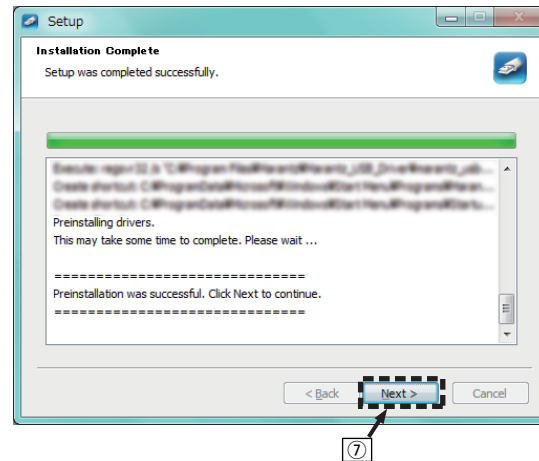 Setup
Installation Complete
Setup was completed successfully.
Preinstalling drivers.
This may take some time to complete. Please wait ...
===============================
Preinstallation was successful. Click Next to continue.
===============================
< Back Next > Cancel
⑦